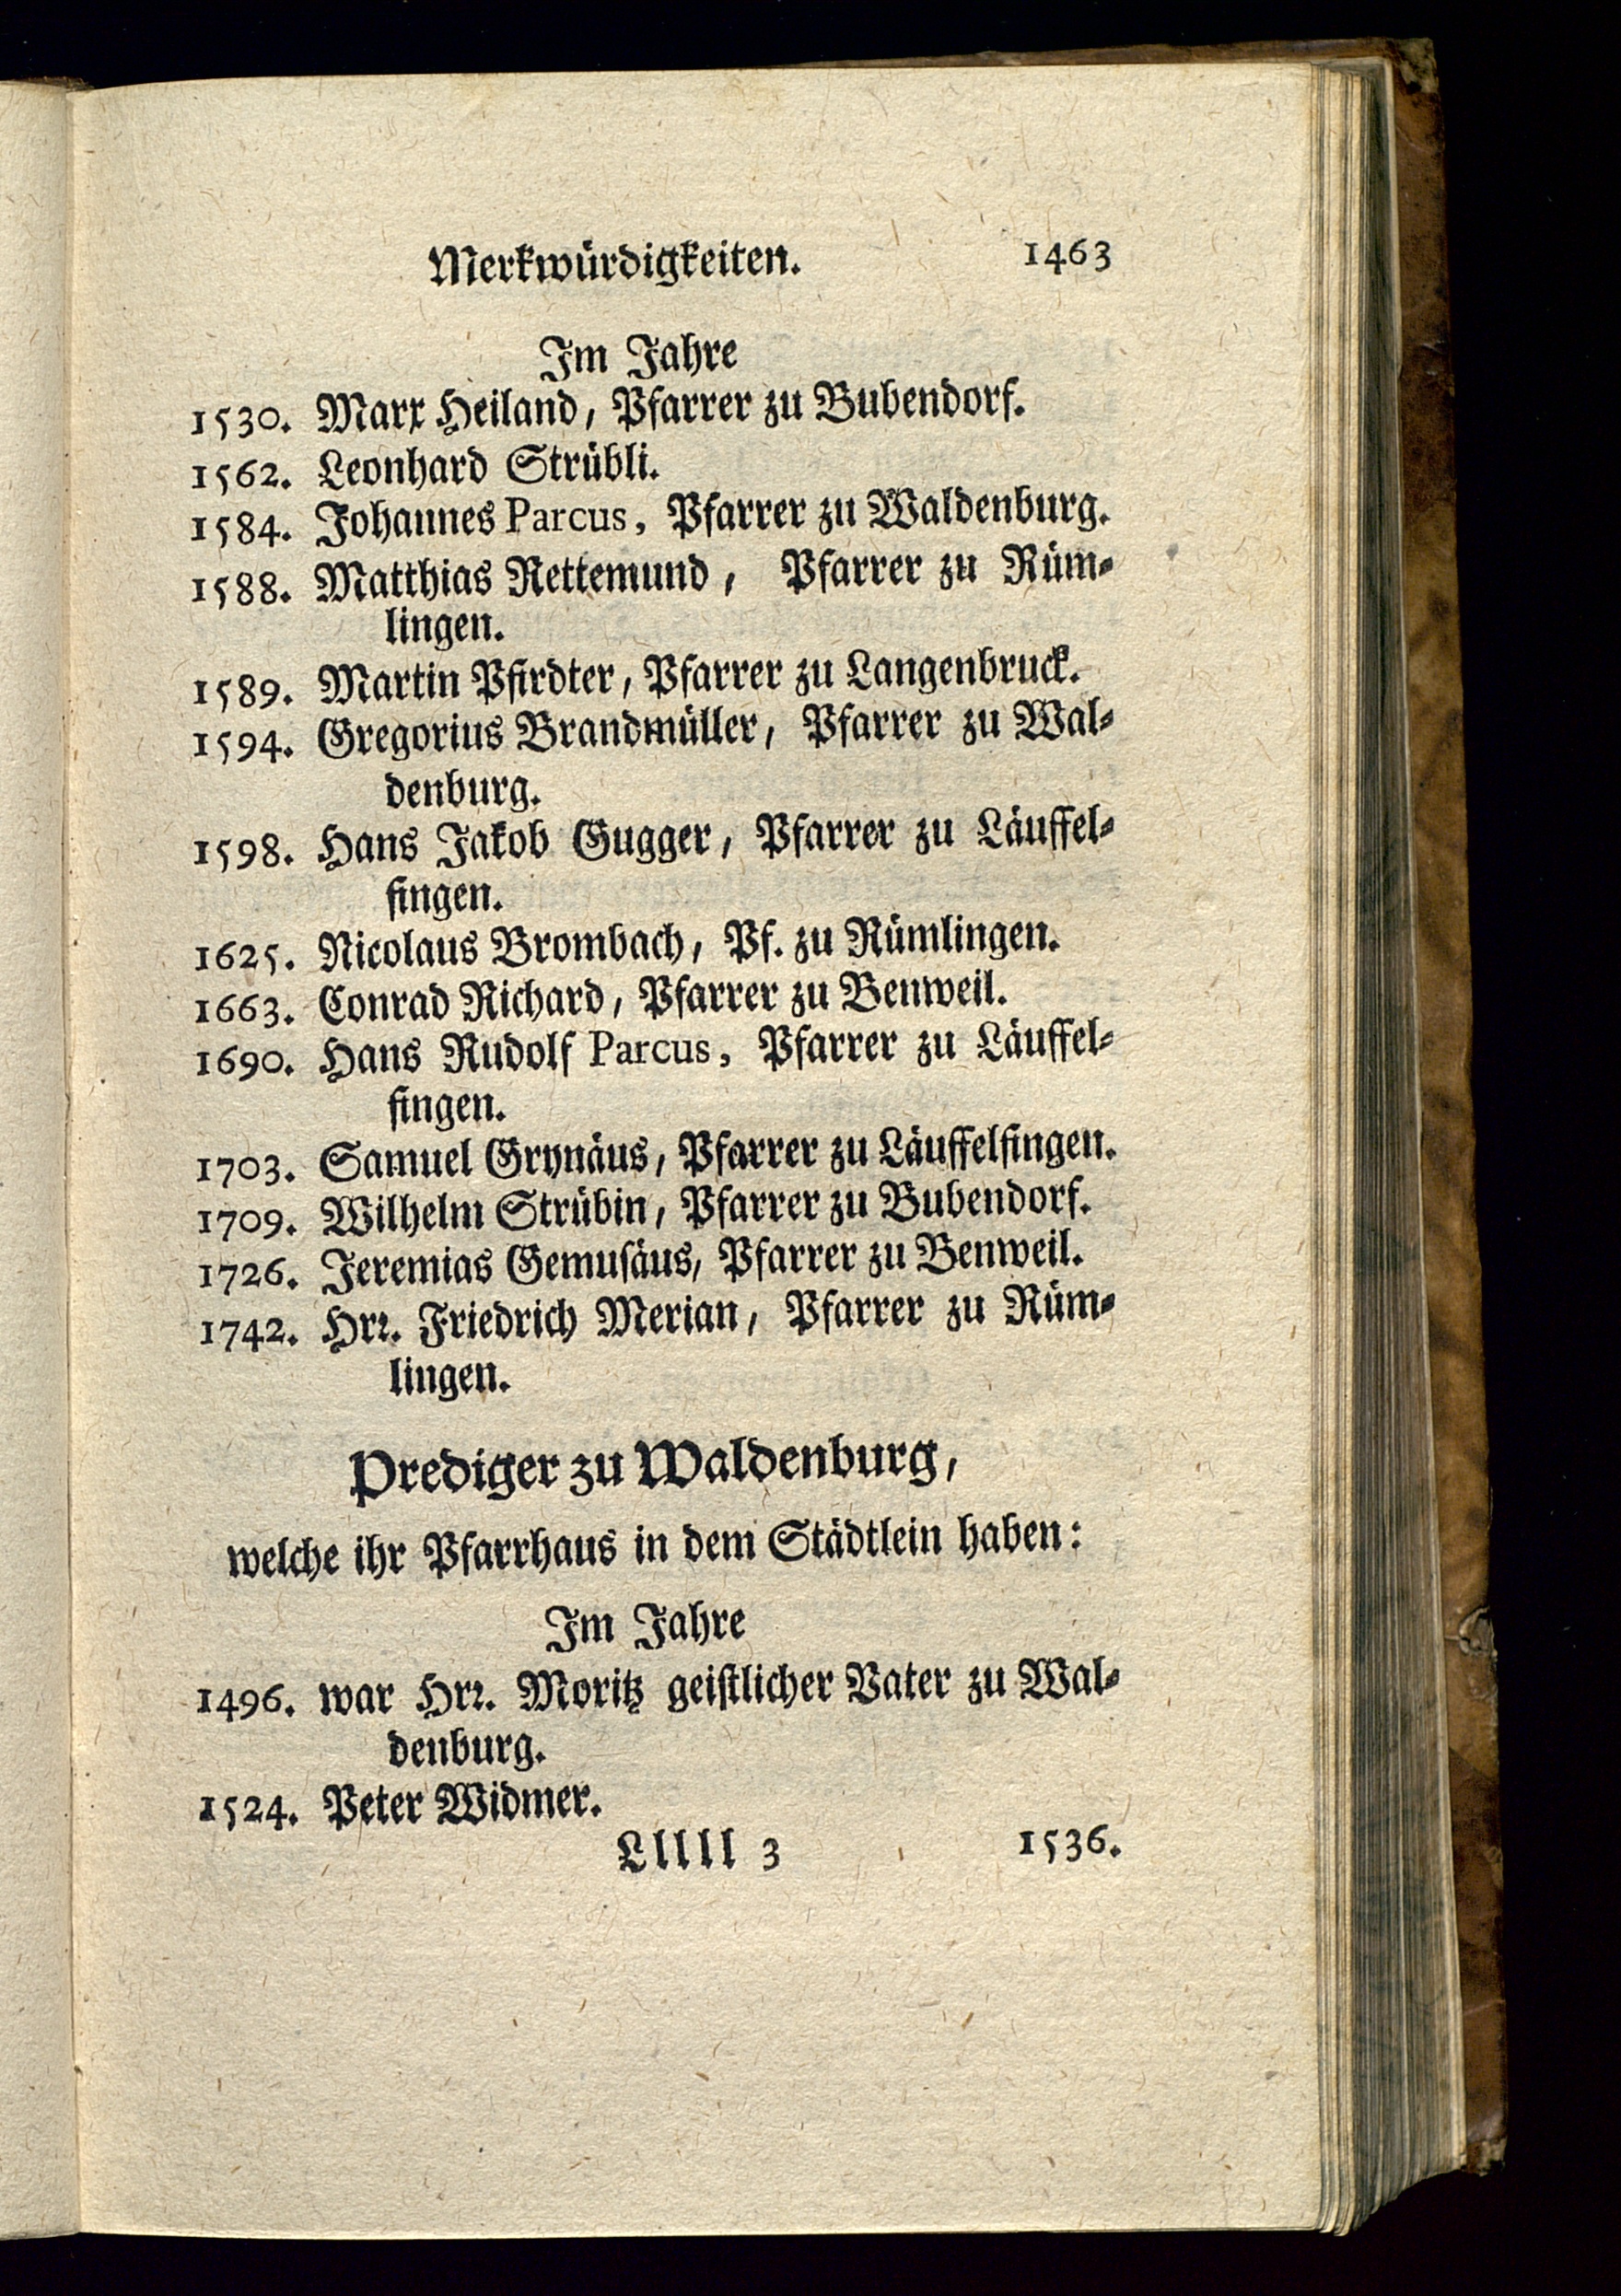 Merkwürdigkeiten. 1463
Im Jahre
1530. Marx Heiland, Pfarrer zu Bubendorf.
1562. Leonhard Strübli.
1584. Johannes Parcus, Pfarrer zu Waldenburg.
1588. Matthias Rettemund, Pfarrer zu Rüm-
lingen.
1589. Martin Pfirdter, Pfarrer zu Langenbruck.
1594. Gregorius Brandmüller, Pfarrer zu Wal-
denburg.
1598. Hans Jakob Gugger, Pfarrer zu Läuffel-
fingen.
1625. Nicolaus Brombach, Pf. zu Rümlingen.
1663. Conrad Richard, Pfarrer zu Benweil.
1690. Hans Rudolf Parcus, Pfarrer zu Läuffel-
fingen.
1703. Samuel Grynäus, Pfarrer zu Läuffelfingen.
1709. Wilhelm Strübin, Pfarrer zu Bubendorf.
1726. Jeremias Gemuſäus, Pfarrer zu Benweil.
1742. Hrꝛ. Friedrich Merian, Pfarrer zu Rüm-
lingen.
Prediger zu Waldenburg,
welche ihr Pfarrhaus in dem Städtlein haben:
Im Jahre
1496. war Hrꝛ. Moritz geiſtlicher Vater zu Wal-
denburg.
1524. Peter Widmer.
Lllll 3 1536.